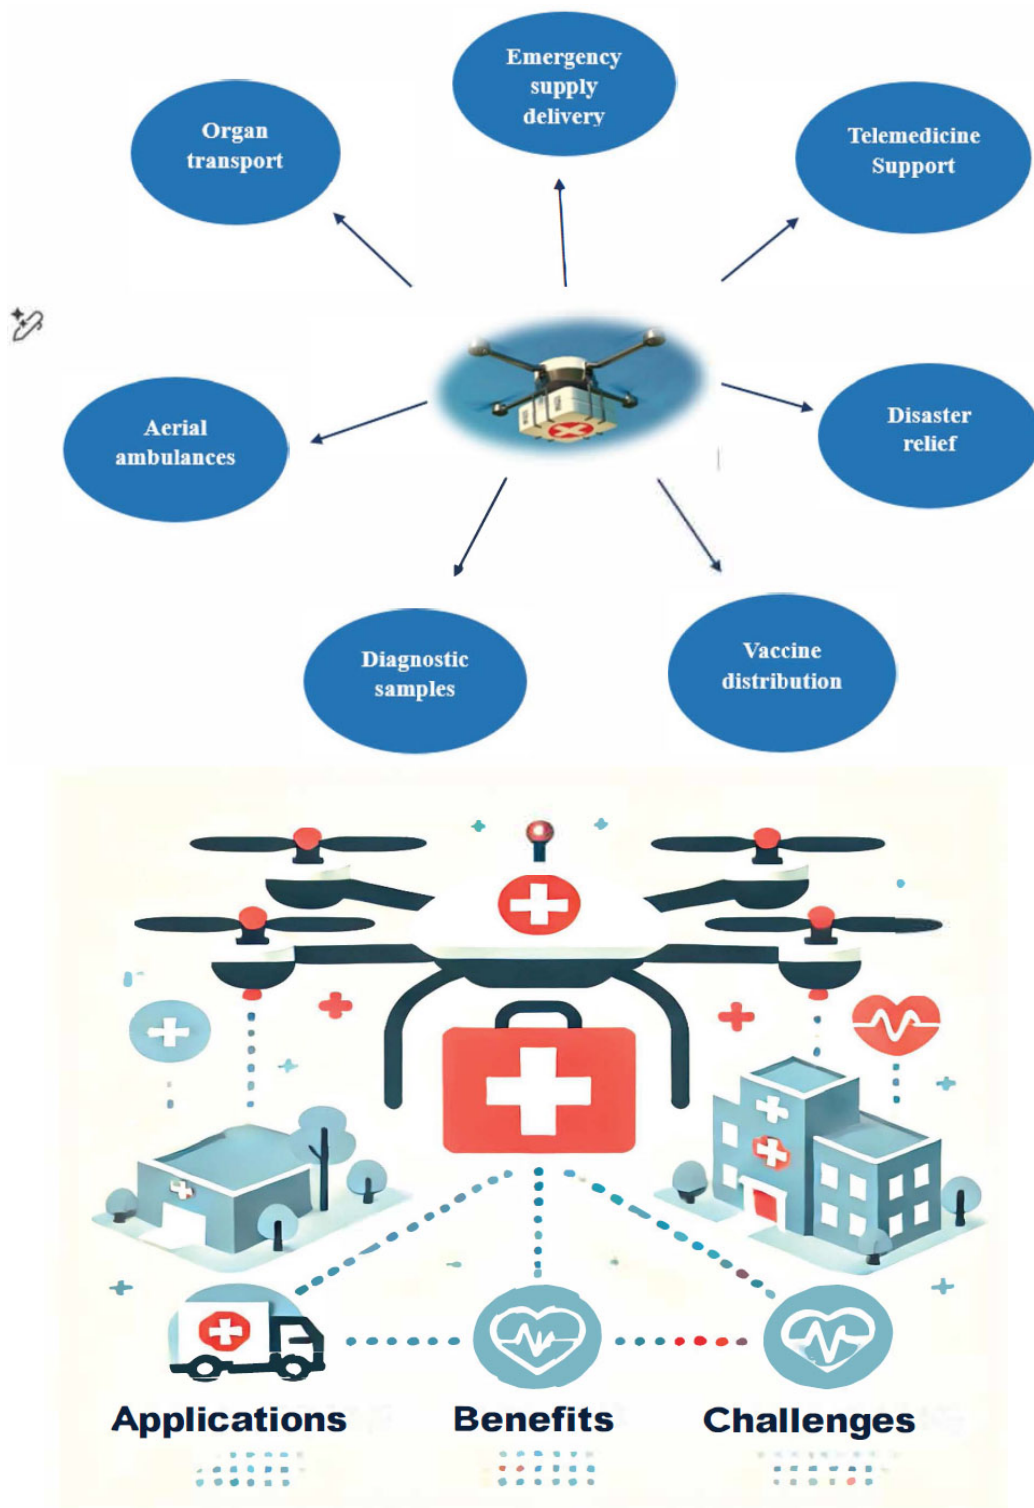 Emergency
supply
delivery
Organ
transport
Telemedicine
Support
Aerial
ambulances
Disaster
relief
Diagnostic
samples
Vaccine
distribution
Applications
Benefits
Challenges